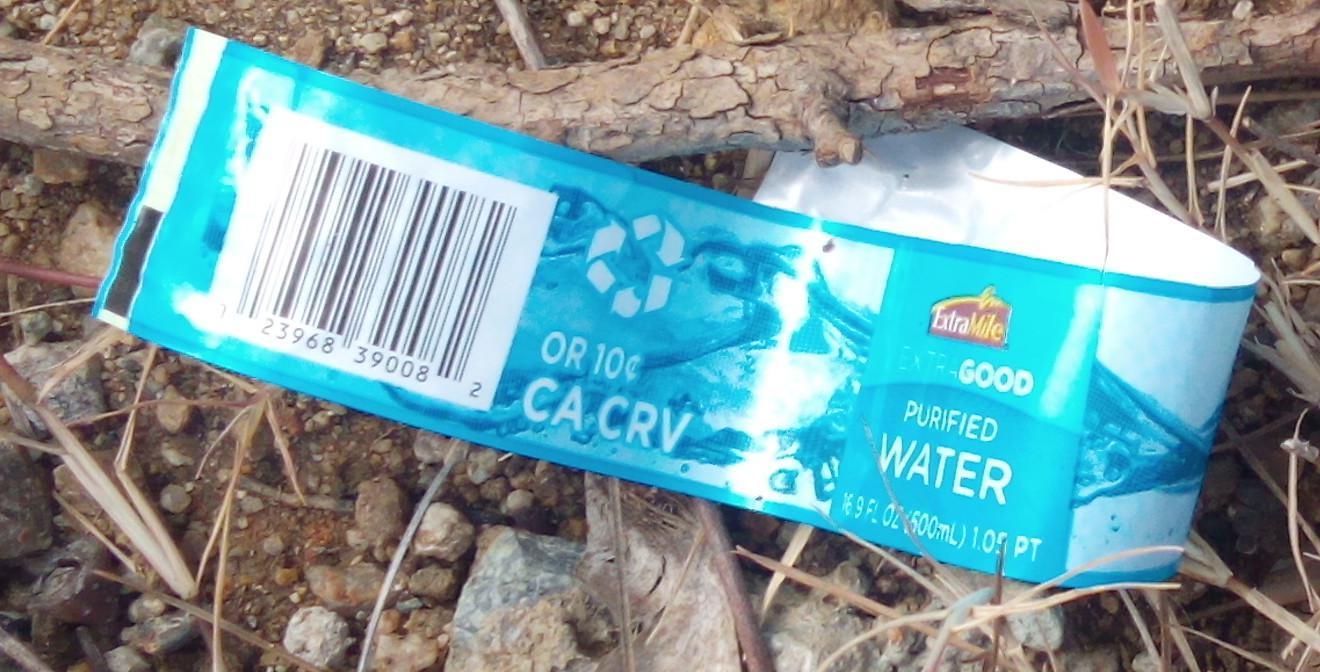 0 23968 39008 2
OR 10¢
CA CRV
ExtraMile
EXTRA GOOD
PURIFIED
WATER
16.9 FL OZ (500mL) 1.05 PT